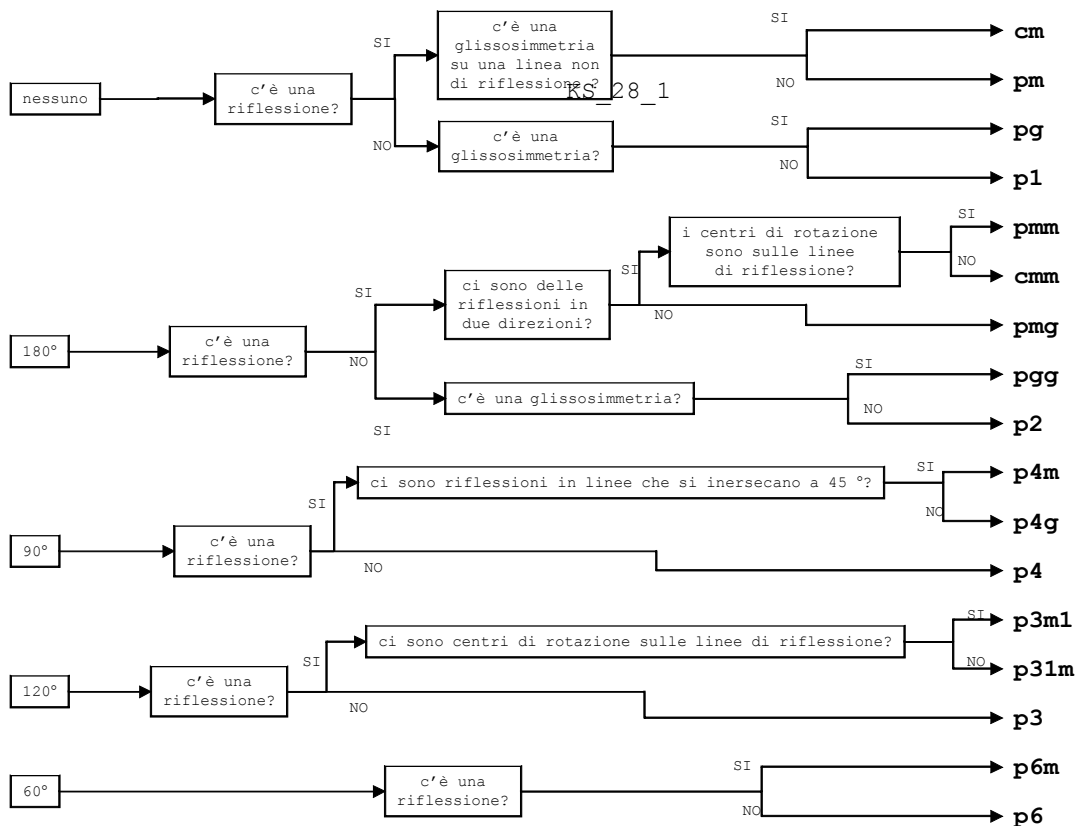 c'è una
glissosimmetria
su una linea non
di riflessione ?
SI
SI
cm
NO
pm
nessuno
c'è una
riflessione?
KS_28_1
NO
c'è una
glissosimmetria?
SI
pg
NO
p1
i centri di rotazione
sono sulle linee
di riflessione?
SI
pmm
NO
cmm
SI
ci sono delle
riflessioni in
due direzioni?
SI
NO
pmg
180°
c'è una
riflessione?
NO
c'è una glissosimmetria?
SI
pgg
NO
p2
SI
ci sono riflessioni in linee che si inersecano a 45 °?
SI
p4m
NO
p4g
SI
90°
c'è una
riflessione?
NO
p4
ci sono centri di rotazione sulle linee di riflessione?
SI
p3m1
NO
p31m
SI
120°
c'è una
riflessione?
NO
p3
60°
c'è una
riflessione?
SI
p6m
NO
p6